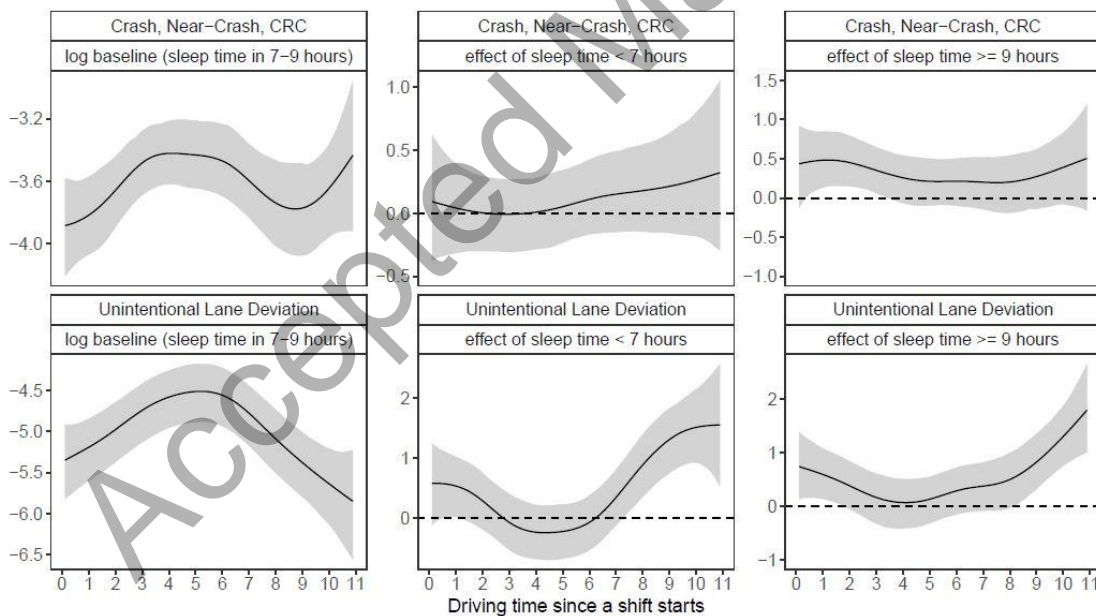 Crash, Near−Crash, CRC
log baseline (sleep time in 7−9 hours)
−3.2
−3.6
−4.0
Crash, Near−Crash, CRC
effect of sleep time < 7 hours
1.0
0.5
0.0
−0.5
Crash, Near−Crash, CRC
effect of sleep time >= 9 hours
1.5
1.0
0.5
0.0
−0.5
−1.0
Unintentional Lane Deviation
log baseline (sleep time in 7−9 hours)
−4.5
−5.0
−5.5
−6.0
−6.5
0 1 2 3 4 5 6 7 8 9 10 11
Unintentional Lane Deviation
effect of sleep time < 7 hours
2
1
0
0 1 2 3 4 5 6 7 8 9 10 11
Unintentional Lane Deviation
effect of sleep time >= 9 hours
2
1
0
−1
0 1 2 3 4 5 6 7 8 9 10 11
Driving time since a shift starts
Accepted